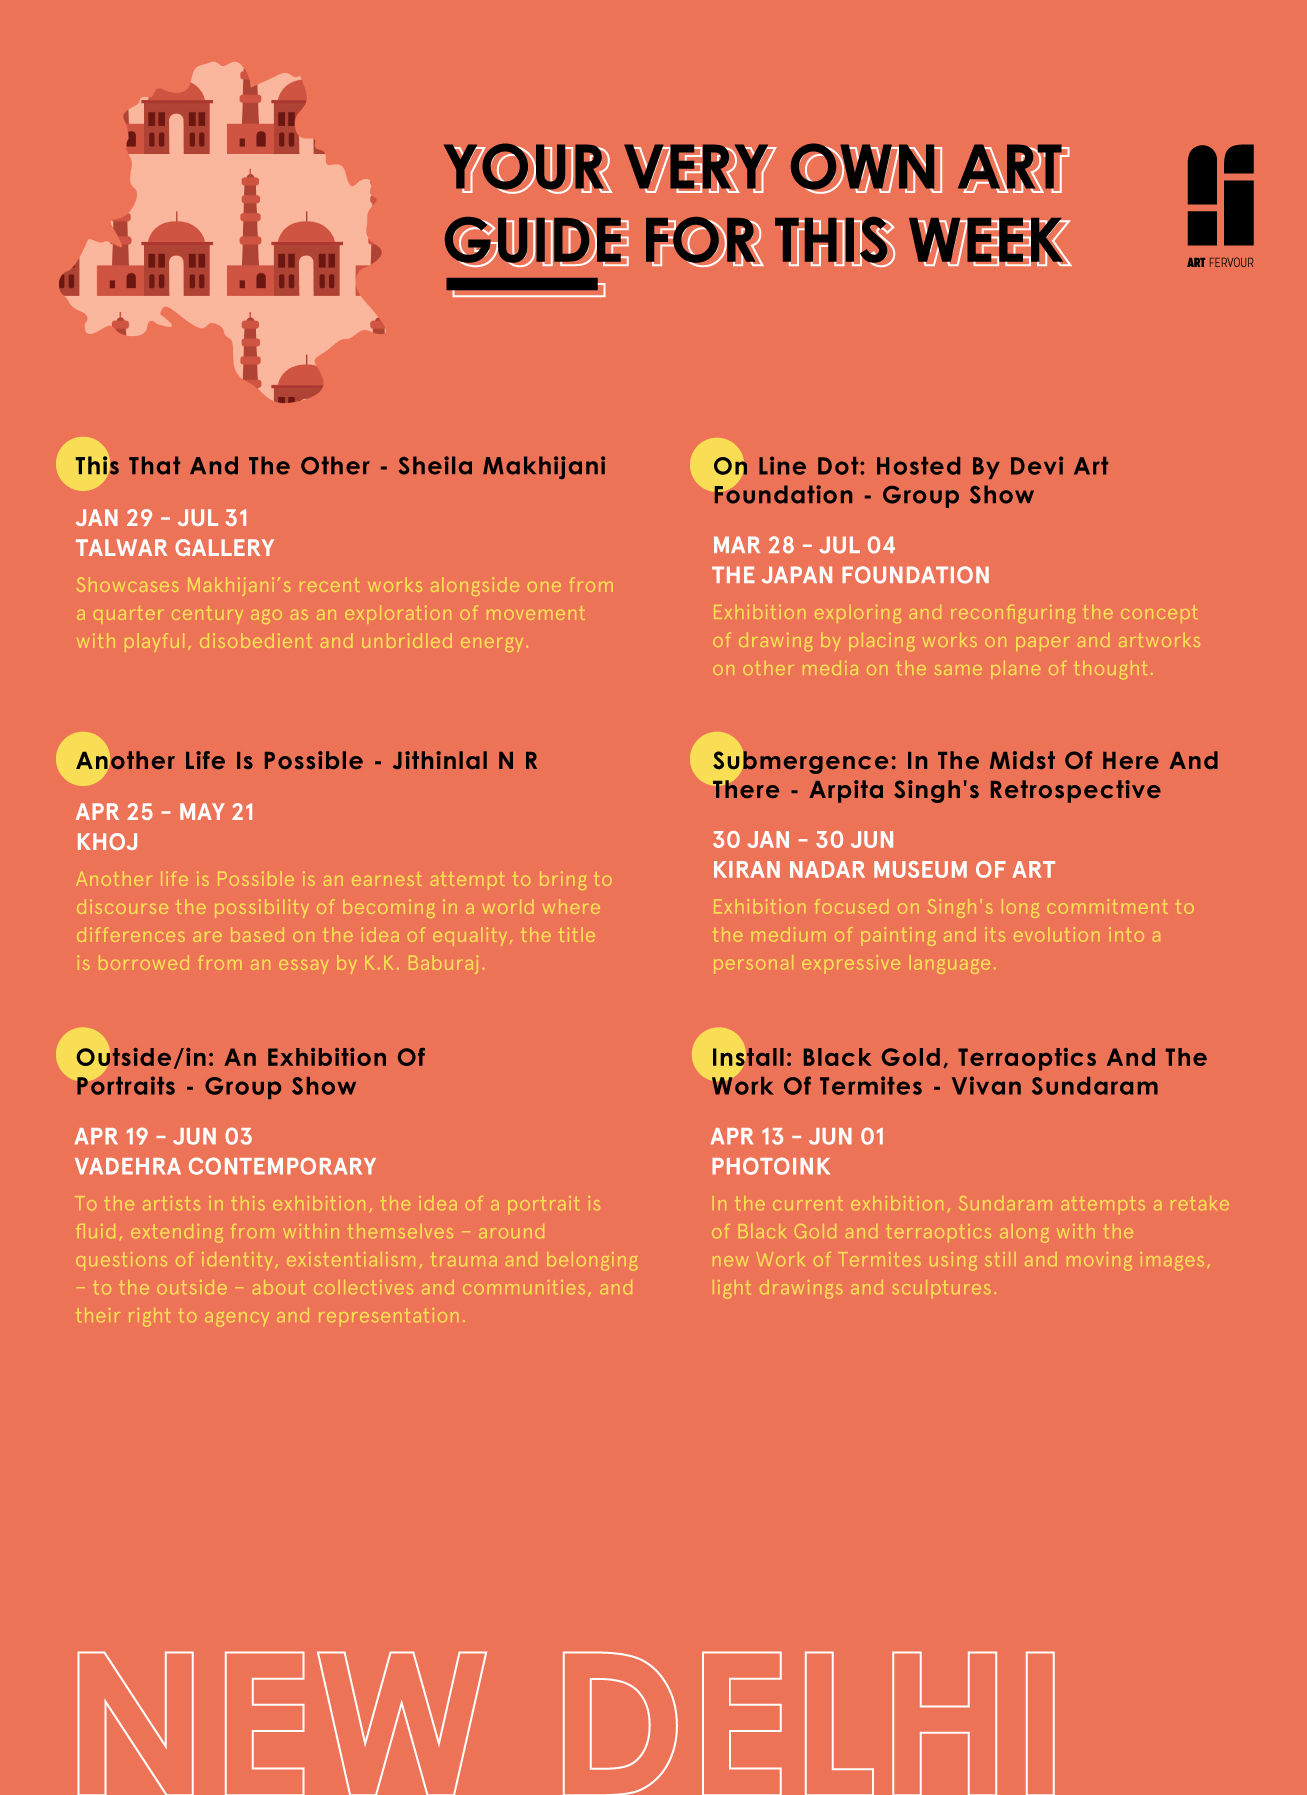 YOUR VERY OWN ART
GUIDE FOR THIS WEEK
ART FERVOUR
This That And The Other - Sheila Makhijani
JAN 29 – JUL 31
TALWAR GALLERY
Showcases Makhijani’s recent works alongside one from
a quarter century ago as an exploration of movement
with playful, disobedient and unbridled energy.
On Line Dot: Hosted By Devi Art
Foundation - Group Show
MAR 28 – JUL 04
THE JAPAN FOUNDATION
Exhibition exploring and reconfiguring the concept
of drawing by placing works on paper and artworks
on other media on the same plane of thought.
Another Life Is Possible - Jithinlal N R
APR 25 – MAY 21
KHOJ
Another life is Possible is an earnest attempt to bring to
discourse the possibility of becoming in a world where
differences are based on the idea of equality, the title
is borrowed from an essay by K.K. Baburaj.
Submergence: In The Midst Of Here And
There - Arpita Singh's Retrospective
30 JAN – 30 JUN
KIRAN NADAR MUSEUM OF ART
Exhibition focused on Singh's long commitment to
the medium of painting and its evolution into a
personal expressive language.
Outside/in: An Exhibition Of
Portraits - Group Show
APR 19 – JUN 03
VADEHRA CONTEMPORARY
To the artists in this exhibition, the idea of a portrait is
fluid, extending from within themselves – around
questions of identity, existentialism, trauma and belonging
– to the outside – about collectives and communities, and
their right to agency and representation.
Install: Black Gold, Terraoptics And The
Work Of Termites - Vivan Sundaram
APR 13 – JUN 01
PHOTOINK
In the current exhibition, Sundaram attempts a retake
of Black Gold and terraoptics along with the
new Work of Termites using still and moving images,
light drawings and sculptures.
NEW DELHI